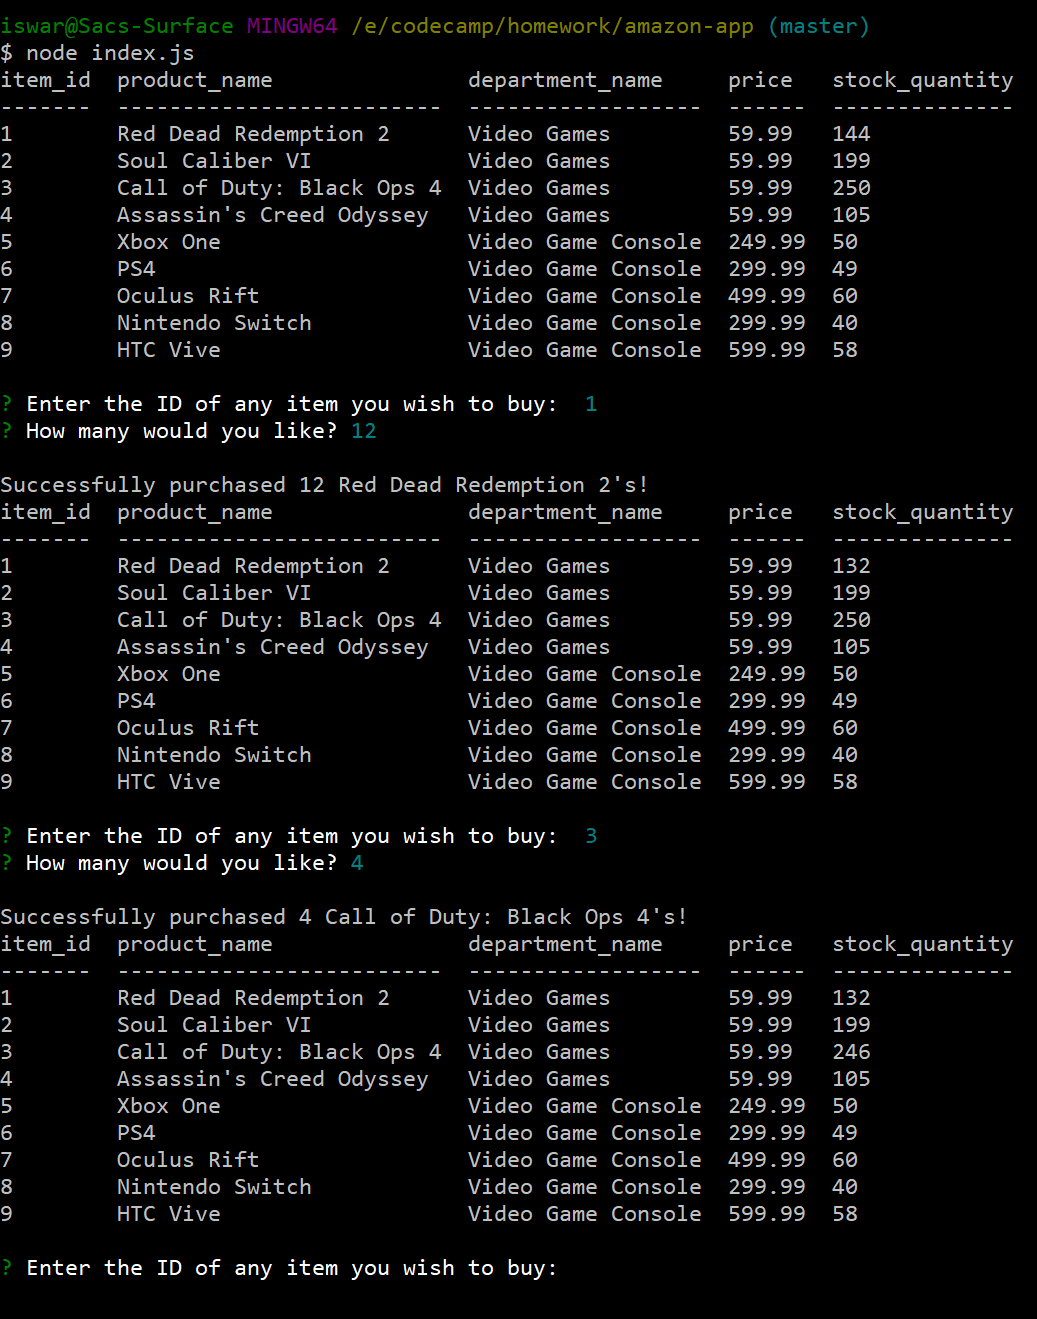 iswar@Sacs-Surface MINGW64 /e/codecamp/homework/amazon-app (master)
$ node index.js
item_id  product_name               department_name     price   stock_quantity
-------  -------------------------  ------------------  ------  --------------
1        Red Dead Redemption 2      Video Games         59.99   144
2        Soul Caliber VI            Video Games         59.99   199
3        Call of Duty: Black Ops 4  Video Games         59.99   250
4        Assassin's Creed Odyssey   Video Games         59.99   105
5        Xbox One                   Video Game Console  249.99  50
6        PS4                        Video Game Console  299.99  49
7        Oculus Rift                Video Game Console  499.99  60
8        Nintendo Switch            Video Game Console  299.99  40
9        HTC Vive                   Video Game Console  599.99  58

? Enter the ID of any item you wish to buy:  1
? How many would you like? 12

Successfully purchased 12 Red Dead Redemption 2's!
item_id  product_name               department_name     price   stock_quantity
-------  -------------------------  ------------------  ------  --------------
1        Red Dead Redemption 2      Video Games         59.99   132
2        Soul Caliber VI            Video Games         59.99   199
3        Call of Duty: Black Ops 4  Video Games         59.99   250
4        Assassin's Creed Odyssey   Video Games         59.99   105
5        Xbox One                   Video Game Console  249.99  50
6        PS4                        Video Game Console  299.99  49
7        Oculus Rift                Video Game Console  499.99  60
8        Nintendo Switch            Video Game Console  299.99  40
9        HTC Vive                   Video Game Console  599.99  58

? Enter the ID of any item you wish to buy:  3
? How many would you like? 4

Successfully purchased 4 Call of Duty: Black Ops 4's!
item_id  product_name               department_name     price   stock_quantity
-------  -------------------------  ------------------  ------  --------------
1        Red Dead Redemption 2      Video Games         59.99   132
2        Soul Caliber VI            Video Games         59.99   199
3        Call of Duty: Black Ops 4  Video Games         59.99   246
4        Assassin's Creed Odyssey   Video Games         59.99   105
5        Xbox One                   Video Game Console  249.99  50
6        PS4                        Video Game Console  299.99  49
7        Oculus Rift                Video Game Console  499.99  60
8        Nintendo Switch            Video Game Console  299.99  40
9        HTC Vive                   Video Game Console  599.99  58

? Enter the ID of any item you wish to buy: